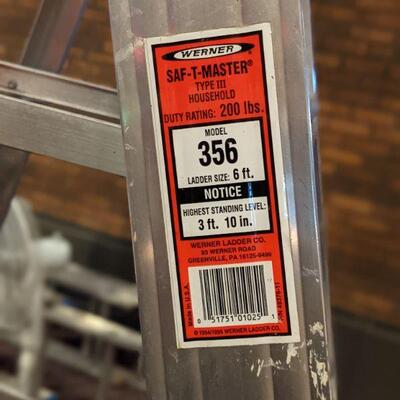 WERNER
SAF-T-MASTER®
TYPE III
HOUSEHOLD
DUTY RATING: 200 lbs.
MODEL
356
LADDER SIZE: 6 ft.
NOTICE
HIGHEST STANDING LEVEL:
3 ft. 10 in.
WERNER LADDER CO.
93 WERNER ROAD
GREENVILLE, PA 16125-9499
Made in U.S.A.
0 51751 01025 1
© 1994/1995 WERNER LADDER CO.